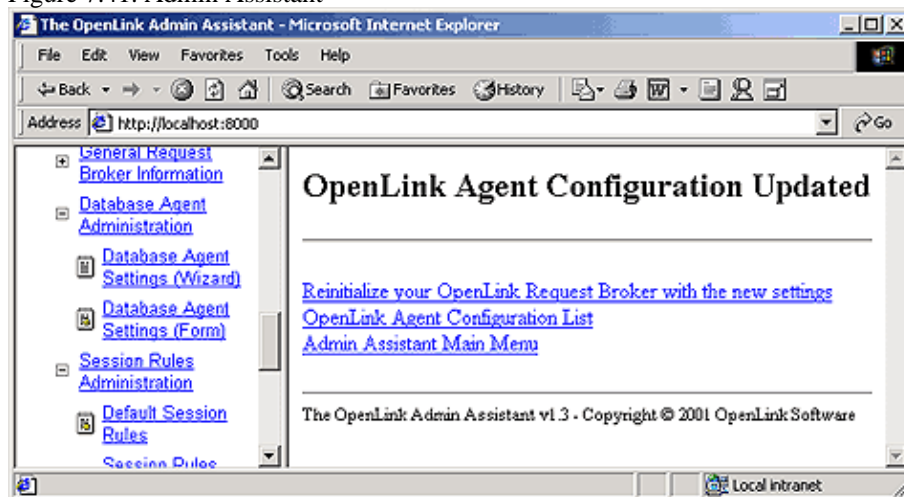 Figure 7.41. Admin Assistant
The OpenLink Admin Assistant - Microsoft Internet Explorer
File Edit View Favorites Tools Help
Back Search Favorites History
Address http://localhost:8000 Go
General Request
Broker Information
Database Agent
Administration
Database Agent
Settings (Wizard)
Database Agent
Settings (Form)
Session Rules
Administration
Default Session
Rules
Session Rules
OpenLink Agent Configuration Updated
Reinitialize your OpenLink Request Broker with the new settings
OpenLink Agent Configuration List
Admin Assistant Main Menu
The OpenLink Admin Assistant v1.3 - Copyright © 2001 OpenLink Software
Local intranet